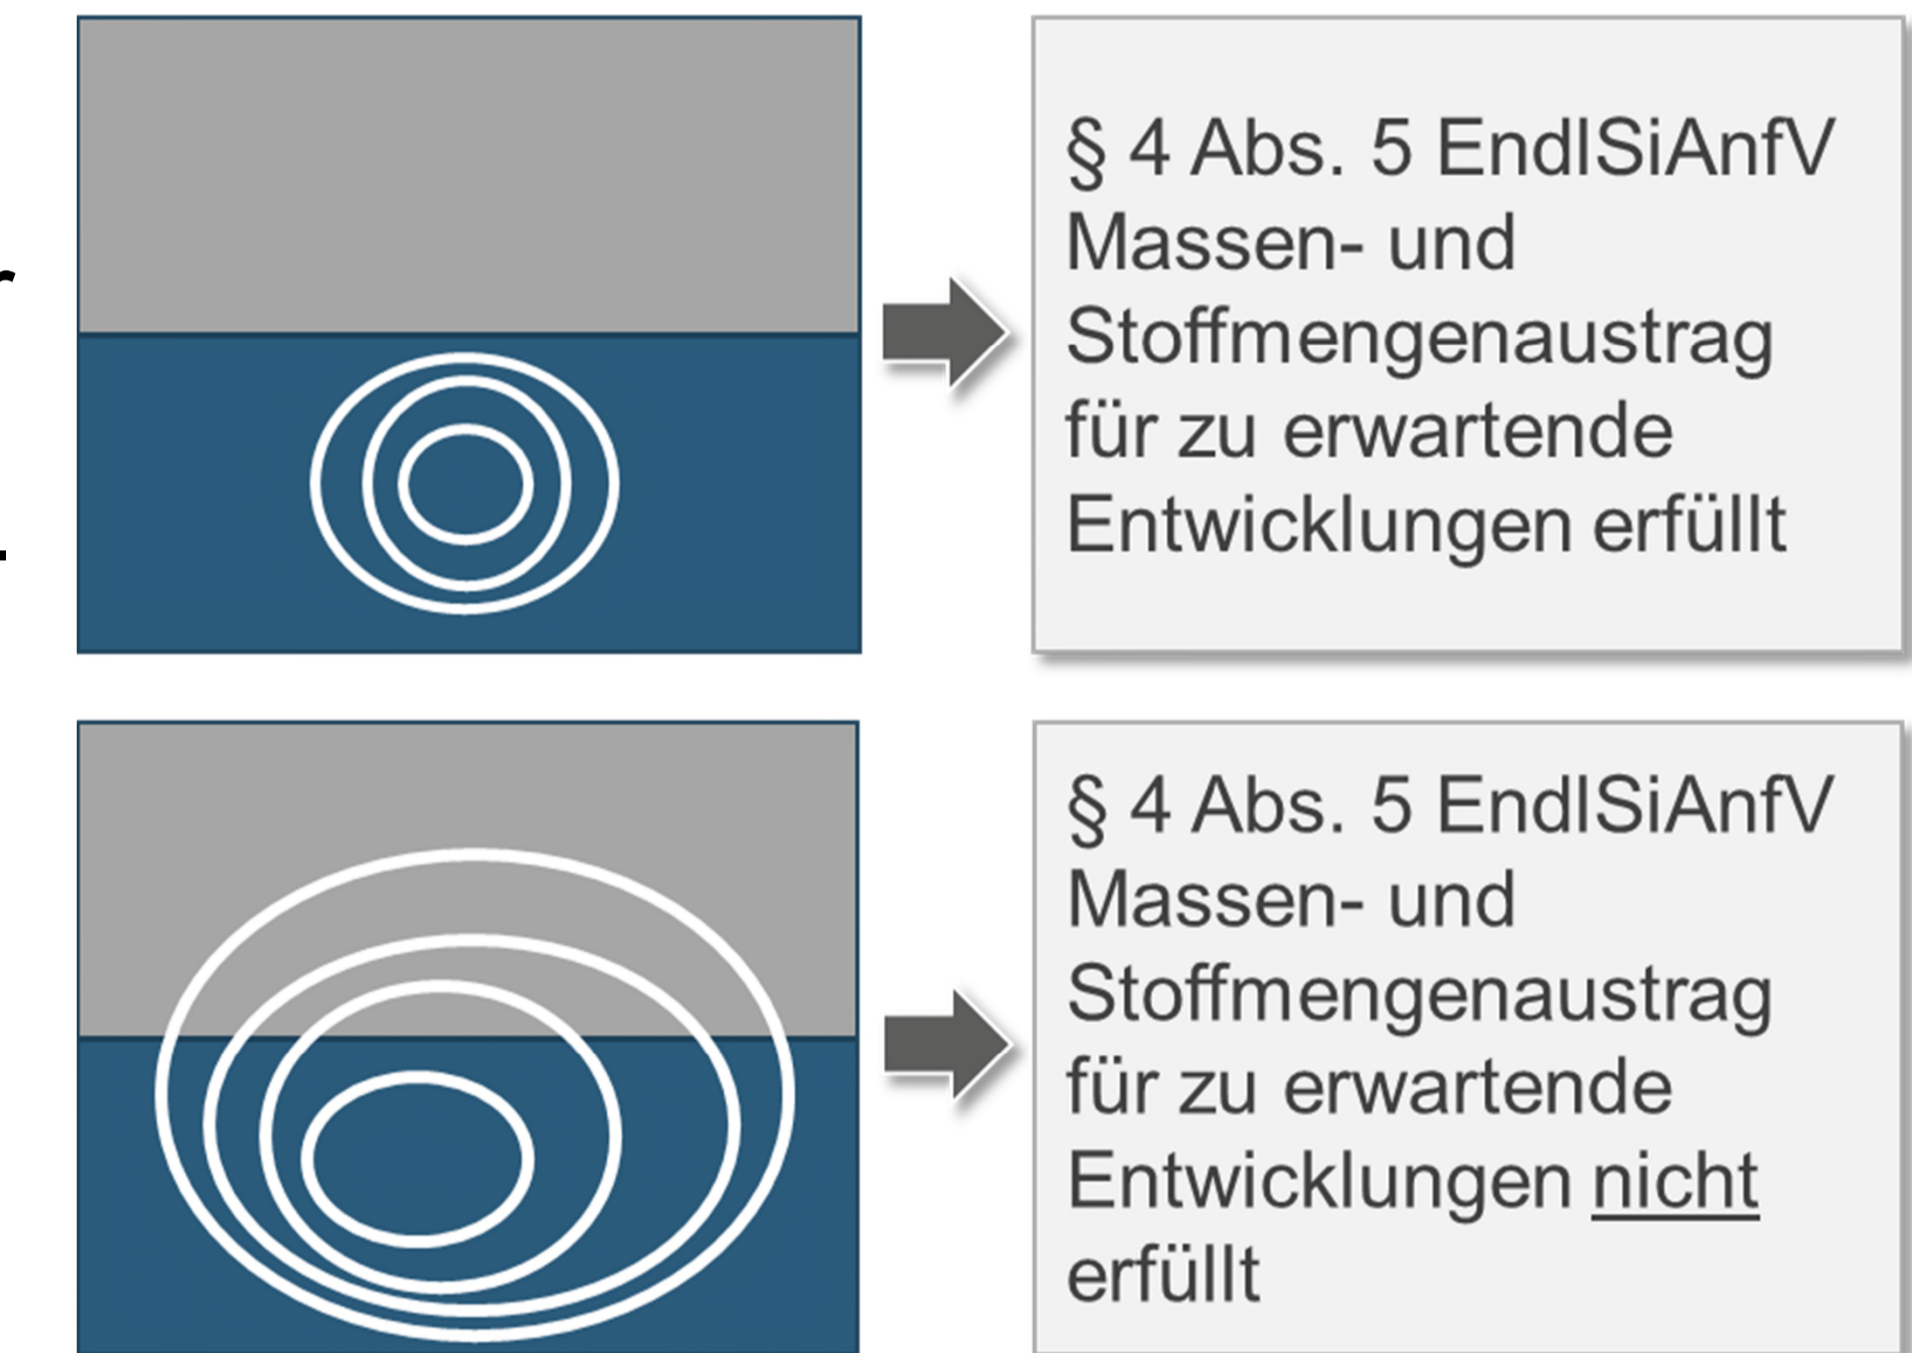 § 4 Abs. 5 EndlSiAnfV
Massen- und
Stoffmengenaustrag
für zu erwartende
Entwicklungen erfüllt
§ 4 Abs. 5 EndlSiAnfV
Massen- und
Stoffmengenaustrag
für zu erwartende
Entwicklungen nicht
erfüllt